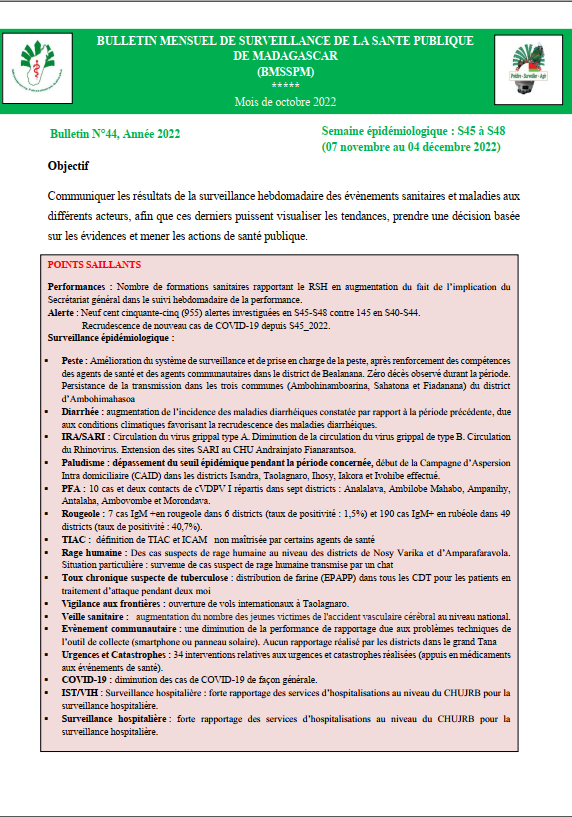 BULLETIN MENSUEL DE SURVEILLANCE DE LA SANTE PUBLIQUE
DE MADAGASCAR
(BMSSPM)
*****
Mois de octobre 2022
Prédire - Surveiller - Agir
Bulletin N°44, Année 2022
Semaine épidémiologique : S45 à S48
(07 novembre au 04 décembre 2022)
Objectif
Communiquer les résultats de la surveillance hebdomadaire des évènements sanitaires et maladies aux
différents acteurs, afin que ces derniers puissent visualiser les tendances, prendre une décision basée
sur les évidences et mener les actions de santé publique.
POINTS SAILLANTS
Performances : Nombre de formations sanitaires rapportant le RSH en augmentation du fait de l'implication du
Secrétariat général dans le suivi hebdomadaire de la performance.
Alerte : Neuf cent cinquante-cinq (955) alertes investiguées en S45-S48 contre 145 en S40-S44.
Recrudescence de nouveau cas de COVID-19 depuis S45_2022.
Surveillance épidémiologique :
▪ Peste : Amélioration du système de surveillance et de prise en charge de la peste, après renforcement des compétences
des agents de santé et des agents communautaires dans le district de Bealanana. Zéro décès observé durant la période.
Persistance de la transmission dans les trois communes (Ambohinamboarina, Sahatona et Fiadanana) du district
d'Ambohimahasoa
▪ Diarrhée : augmentation de l'incidence des maladies diarrhéiques constatée par rapport à la période précédente, due
aux conditions climatiques favorisant la recrudescence des maladies diarrhéiques.
▪ IRA/SARI : Circulation du virus grippal type A. Diminution de la circulation du virus grippal de type B. Circulation
du Rhinovirus. Extension des sites SARI au CHU Andrainjato Fianarantsoa.
▪ Paludisme : dépassement du seuil épidémique pendant la période concernée, début de la Campagne d'Aspersion
Intra domiciliaire (CAID) dans les districts Isandra, Taolagnaro, Ihosy, Iakora et Ivohibe effectué.
▪ PFA : 10 cas et deux contacts de cVDPV I répartis dans sept districts : Analalava, Ambilobe Mahabo, Ampanihy,
Antalaha, Ambovombe et Morondava.
▪ Rougeole : 7 cas IgM +en rougeole dans 6 districts (taux de positivité : 1,5%) et 190 cas IgM+ en rubéole dans 49
districts (taux de positivité : 40,7%).
▪ TIAC : définition de TIAC et ICAM non maîtrisée par certains agents de santé
▪ Rage humaine : Des cas suspects de rage humaine au niveau des districts de Nosy Varika et d'Amparafaravola.
Situation particulière : survenue de cas suspect de rage humaine transmise par un chat
▪ Toux chronique suspecte de tuberculose : distribution de farine (EPAPP) dans tous les CDT pour les patients en
traitement d'attaque pendant deux moi
▪ Vigilance aux frontières : ouverture de vols internationaux à Taolagnaro.
▪ Veille sanitaire : augmentation du nombre des jeunes victimes de l'accident vasculaire cérébral au niveau national.
▪ Evènement communautaire : une diminution de la performance de rapportage due aux problèmes techniques de
l'outil de collecte (smartphone ou panneau solaire). Aucun rapportage réalisé par les districts dans le grand Tana
▪ Urgences et Catastrophes : 34 interventions relatives aux urgences et catastrophes réalisées (appuis en médicaments
aux événements de santé).
▪ COVID-19 : diminution des cas de COVID-19 de façon générale.
▪ IST/VIH : Surveillance hospitalière : forte rapportage des services d'hospitalisations au niveau du CHUJRB pour la
surveillance hospitalière.
▪ Surveillance hospitalière : forte rapportage des services d'hospitalisations au niveau du CHUJRB pour la
surveillance hospitalière.